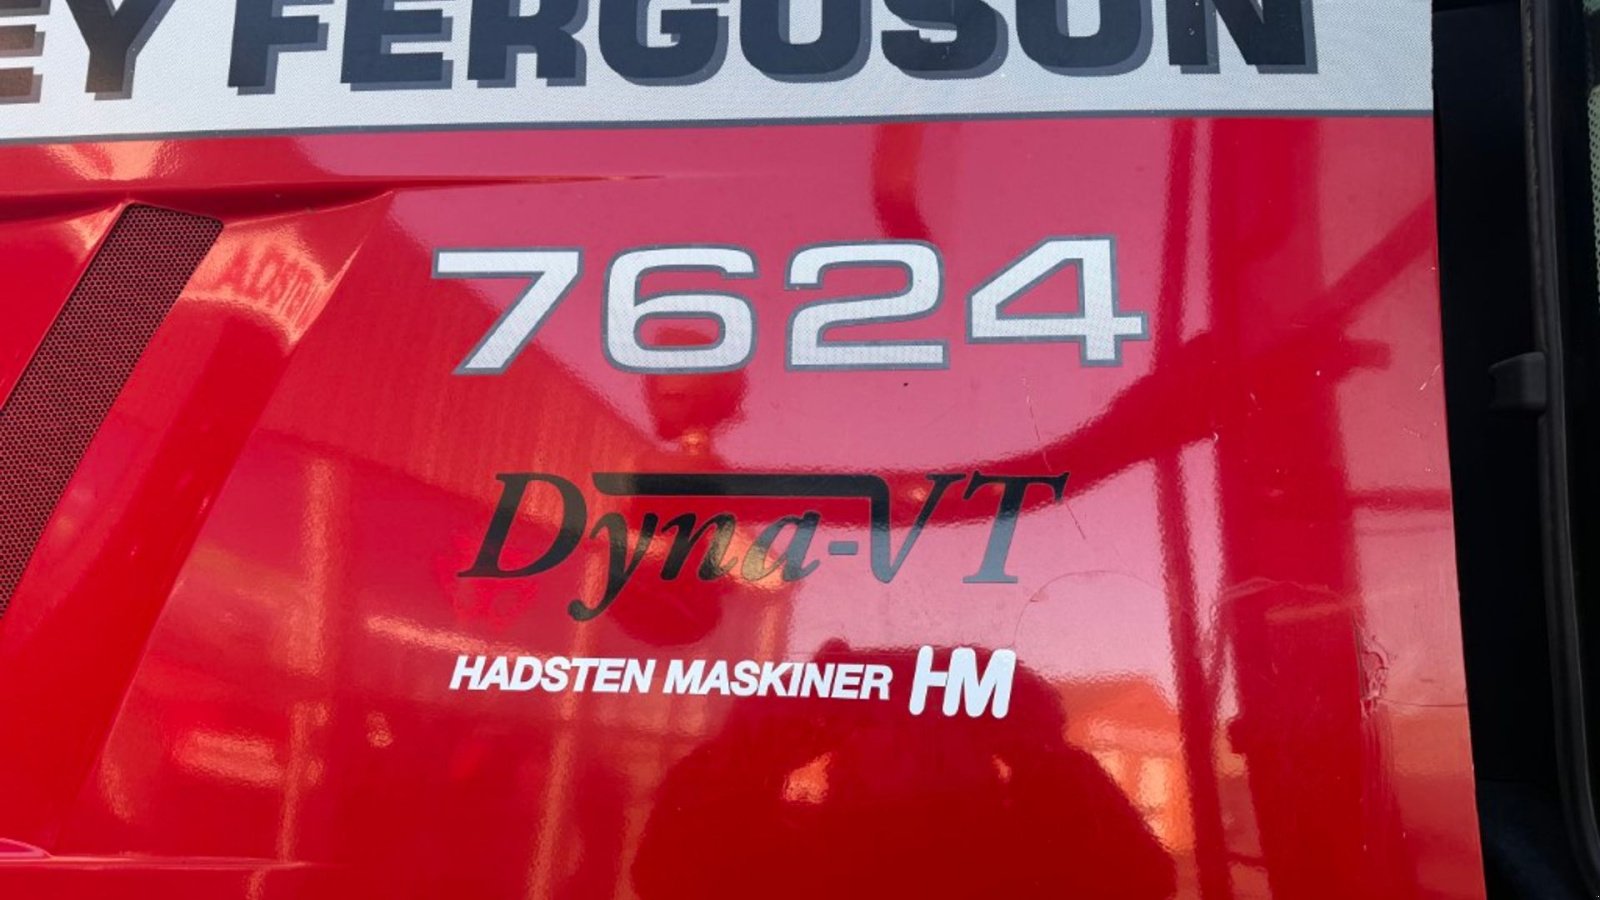 EY FERGUSON
7624
Dyna-VT
HADSTEN MASKINER HM